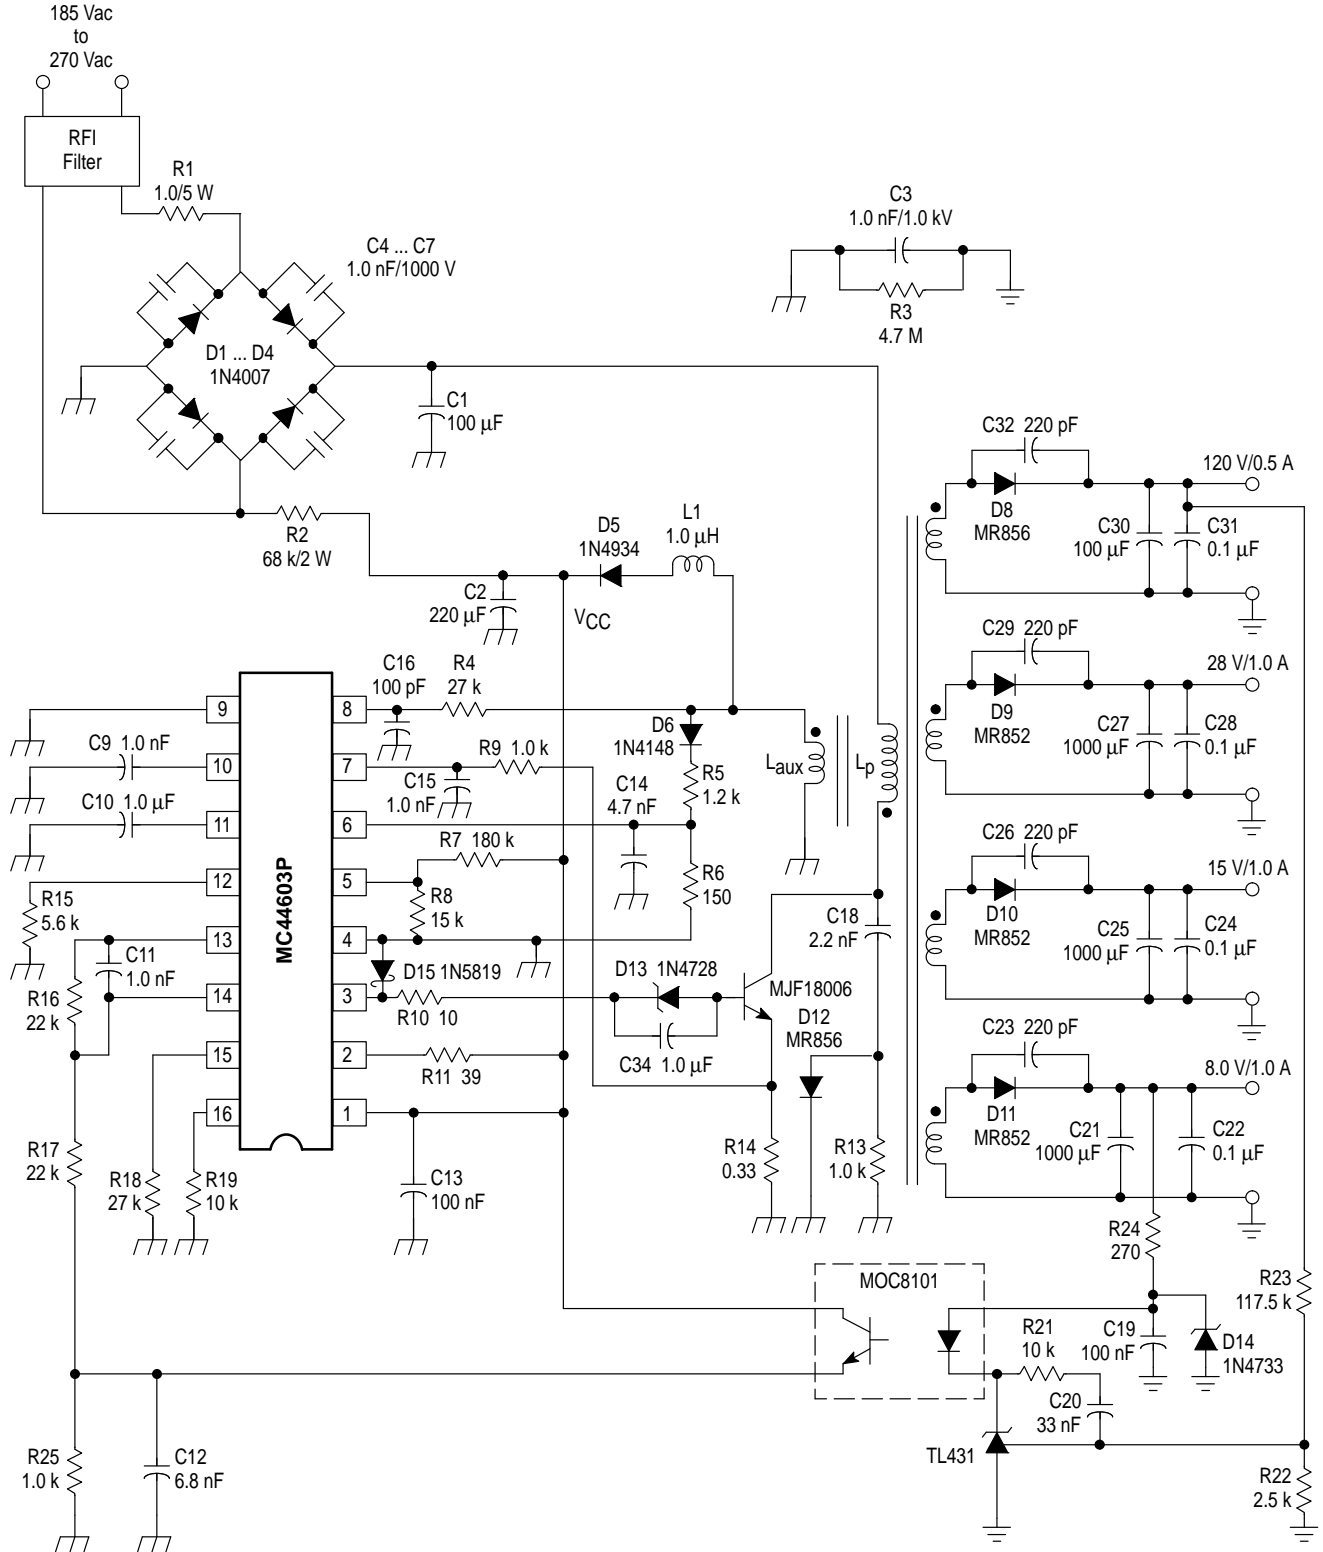 185 Vac
to
270 Vac
RFI
Filter
R1
1.0/5 W
C4 ... C7
1.0 nF/1000 V
C3
1.0 nF/1.0 kV
R3
4.7 M
D1 ... D4
1N4007
C1
100 µF
R2
68 k/2 W
D5
1N4934
L1
1.0 µH
C2
220 µF
VCC
C32 220 pF
120 V/0.5 A
D8
MR856
C30
100 µF
C31
0.1 µF
C29 220 pF
28 V/1.0 A
D9
MR852
C27
1000 µF
C28
0.1 µF
C26 220 pF
15 V/1.0 A
D10
MR852
C25
1000 µF
C24
0.1 µF
C23 220 pF
8.0 V/1.0 A
D11
MR852
C21
1000 µF
C22
0.1 µF
MC44603P
9
10
11
12
13
14
15
16
8
7
6
5
4
3
2
1
C9 1.0 nF
C10 1.0 µF
R15
5.6 k
C11
1.0 nF
R16
22 k
R17
22 k
R18
27 k
R19
10 k
C16
100 pF
R4
27 k
D6
1N4148
R9 1.0 k
C15
1.0 nF
C14
4.7 nF
R5
1.2 k
Laux
Lp
R7 180 k
R8
15 k
R6
150
C18
2.2 nF
D15 1N5819
R10 10
D13 1N4728
MJF18006
D12
MR856
C34 1.0 µF
R11 39
C13
100 nF
R14
0.33
R13
1.0 k
R24
270
MOC8101
R23
117.5 k
R21
10 k
C19
100 nF
D14
1N4733
C20
33 nF
TL431
R22
2.5 k
R25
1.0 k
C12
6.8 nF